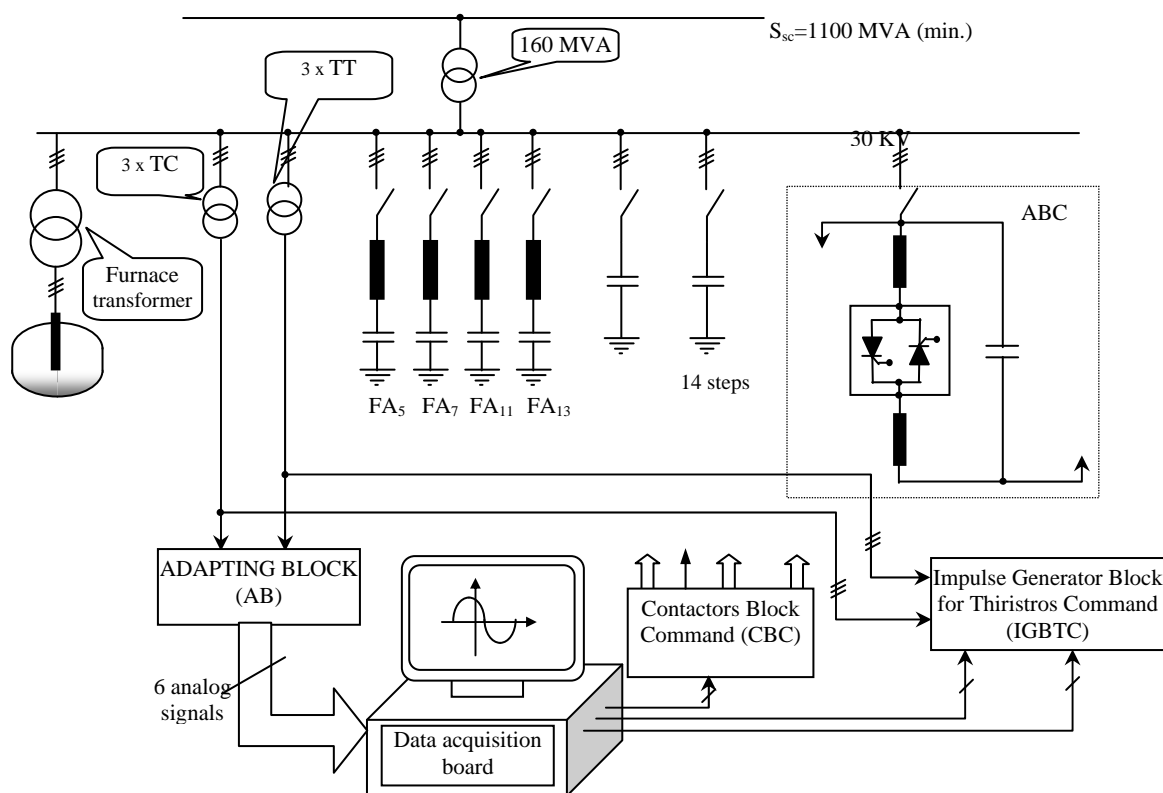 S_sc=1100 MVA (min.)
160 MVA
3 x TT
30 KV
3 x TC
ABC
Furnace
transformer
14 steps
FA5 FA7 FA11 FA13
ADAPTING BLOCK
(AB)
Contactors Block
Command (CBC)
Impulse Generator Block
for Thiristros Command
(IGBTC)
6 analog
signals
Data acquisition
board